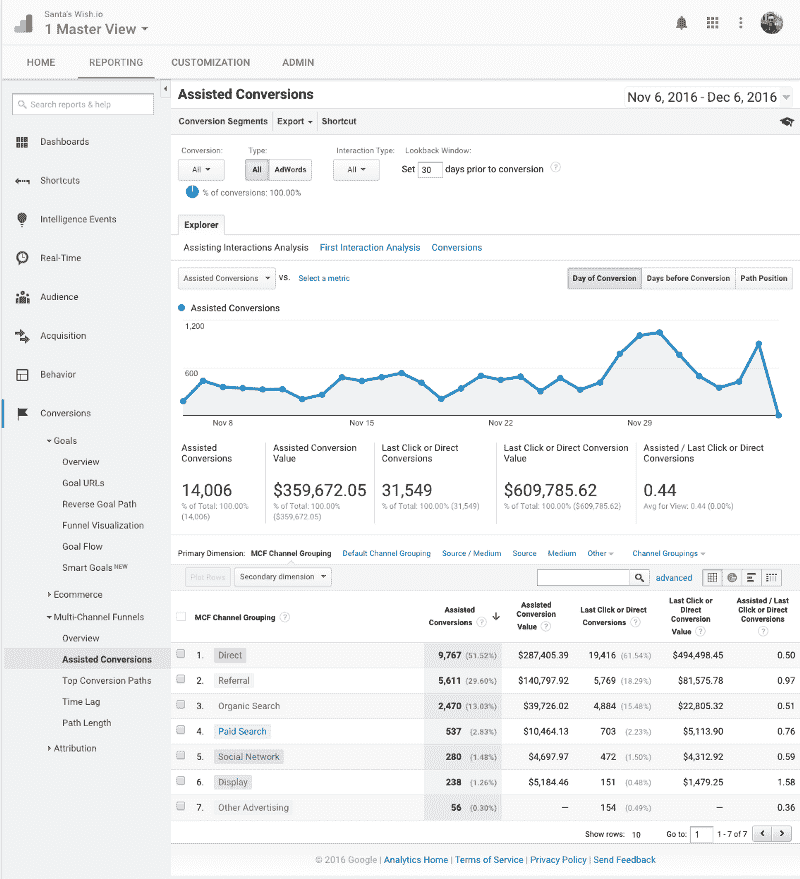 Santa's Wish.io
1 Master View
HOME REPORTING CUSTOMIZATION ADMIN
Search reports & help
Dashboards
Shortcuts
Intelligence Events
Real-Time
Audience
Acquisition
Behavior
Conversions
Goals
Overview
Goal URLs
Reverse Goal Path
Funnel Visualization
Goal Flow
Smart Goals NEW
Ecommerce
Multi-Channel Funnels
Overview
Assisted Conversions
Top Conversion Paths
Time Lag
Path Length
Attribution
Assisted Conversions
Nov 6, 2016 - Dec 6, 2016
Conversion Segments Export Shortcut
Conversion: Type: Interaction Type: Lookback Window:
All All AdWords All Set 30 days prior to conversion ?
% of conversions: 100.00%
Explorer
Assisting Interactions Analysis First Interaction Analysis Conversions
Assisted Conversions VS. Select a metric Day of Conversion Days before Conversion Path Position
Assisted Conversions
1,200
600
Nov 8 Nov 15 Nov 22 Nov 29
Assisted Conversions
14,006
% of Total: 100.00%
(14,006)
Assisted Conversion Value
$359,672.05
% of Total: 100.00%
($359,672.05)
Last Click or Direct Conversions
31,549
% of Total: 100.00% (31,549)
Last Click or Direct Conversion Value
$609,785.62
% of Total: 100.00% ($609,785.62)
Assisted / Last Click or Direct Conversions
0.44
Avg for View: 0.44 (0.00%)
Primary Dimension: MCF Channel Grouping Default Channel Grouping Source / Medium Source Medium Other Channel Groupings
Plot Rows Secondary dimension advanced
MCF Channel Grouping ? Assisted Conversions ? Assisted Conversion Value ? Last Click or Direct Conversions ? Last Click or Direct Conversion Value ? Assisted / Last Click or Direct Conversions ?
1. Direct 9,767 (51.52%) $287,405.39 19,416 (61.54%) $494,498.45 0.50
2. Referral 5,611 (29.60%) $140,797.92 5,769 (18.29%) $81,575.78 0.97
3. Organic Search 2,470 (13.03%) $39,726.02 4,884 (15.48%) $22,805.32 0.51
4. Paid Search 537 (2.83%) $10,464.13 703 (2.23%) $5,113.90 0.76
5. Social Network 280 (1.48%) $4,697.97 472 (1.50%) $4,312.92 0.59
6. Display 238 (1.26%) $5,184.46 151 (0.48%) $1,479.25 1.58
7. Other Advertising 56 (0.30%) — 154 (0.49%) — 0.36
Show rows: 10 Go to: 1 1 - 7 of 7
© 2016 Google | Analytics Home | Terms of Service | Privacy Policy | Send Feedback